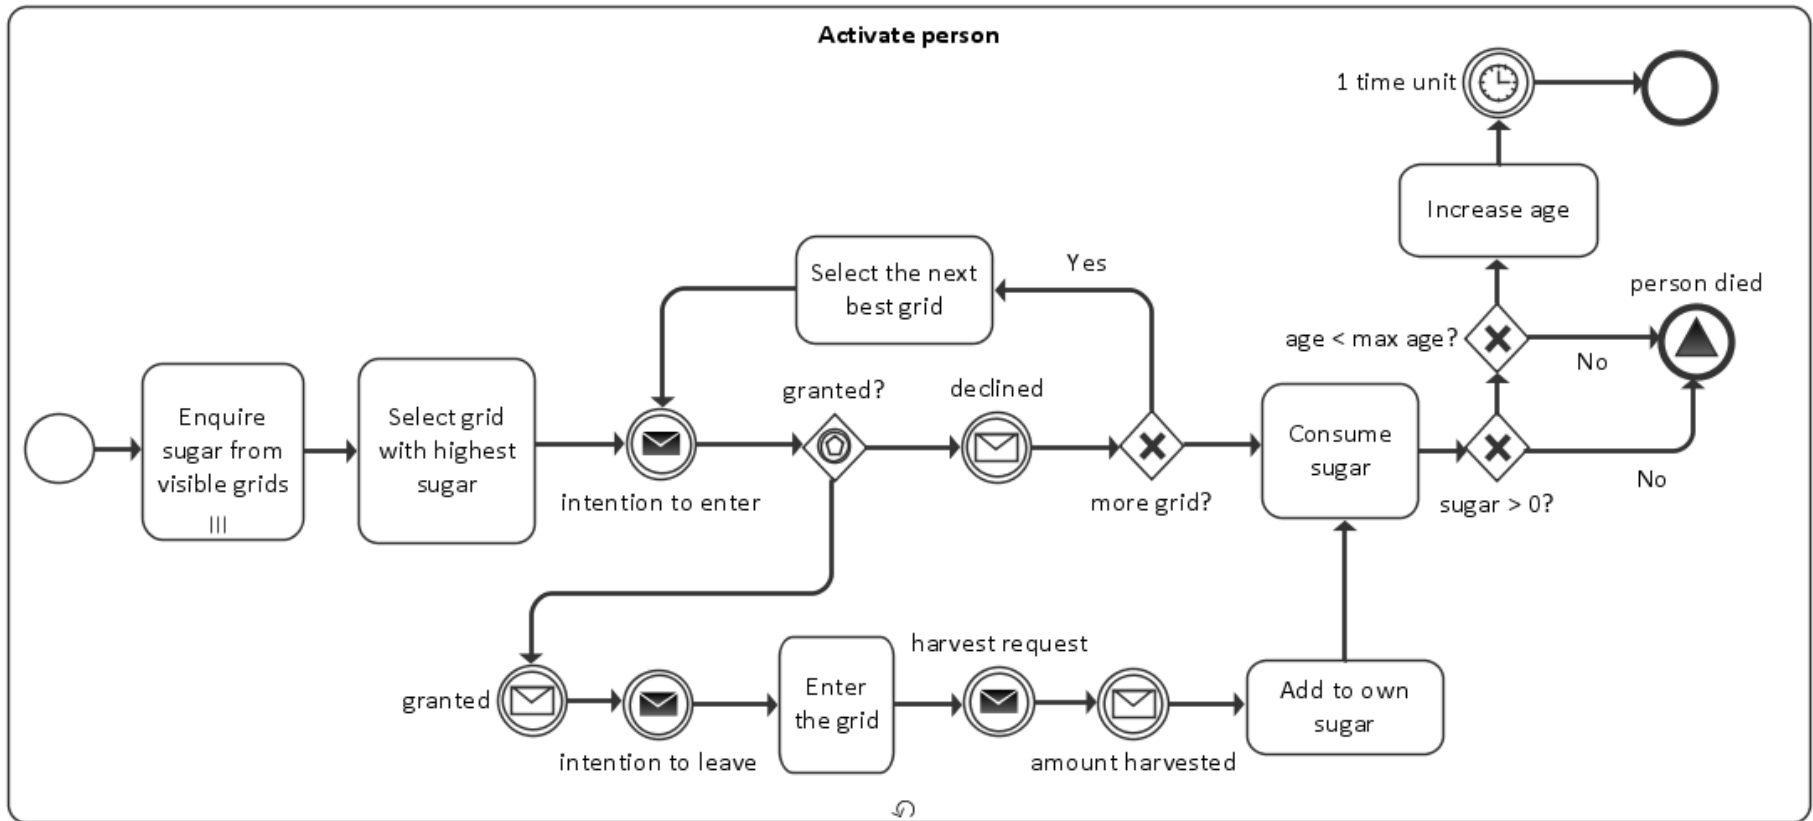 Activate person
1 time unit
Increase age
person died
age < max age?
No
Select the next
best grid
Yes
granted?
declined
Enquire
sugar from
visible grids
Select grid
with highest
sugar
intention to enter
more grid?
Consume
sugar
sugar > 0?
No
granted
intention to leave
Enter
the grid
harvest request
amount harvested
Add to own
sugar